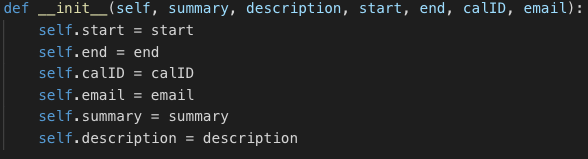 def __init__(self, summary, description, start, end, calID, email):
    self.start = start
    self.end = end
    self.calID = calID
    self.email = email
    self.summary = summary
    self.description = description